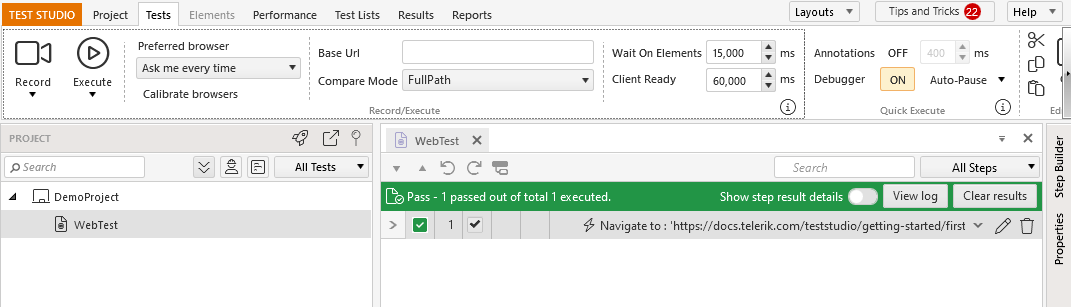 TEST STUDIO Project Tests Elements Performance Test Lists Results Reports Layouts Tips and Tricks 22 Help
Preferred browser Base Url Wait On Elements 15,000 ms Annotations OFF 400 ms
Ask me every time
Record Execute Compare Mode FullPath Client Ready 60,000 ms Debugger ON Auto-Pause
Calibrate browsers
Record/Execute Quick Execute Edi
PROJECT WebTest
Search All Tests Search All Steps
DemoProject Pass - 1 passed out of total 1 executed. Show step result details View log Clear results
WebTest 1 Navigate to : 'https://docs.telerik.com/teststudio/getting-started/first
Step Builder
Properties